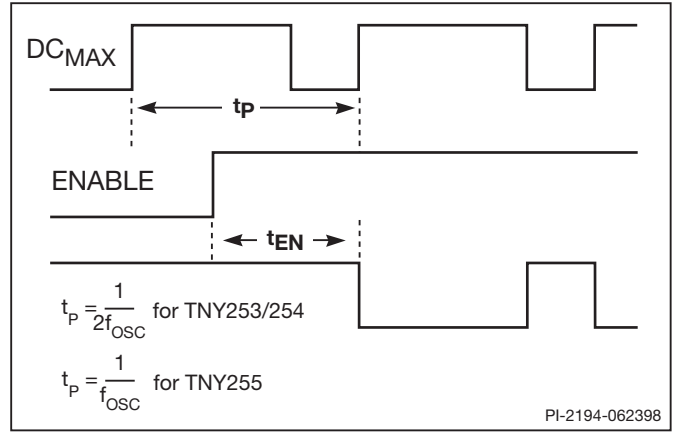 DCMAX
tP
ENABLE
tEN
tP = 1/2fOSC for TNY253/254
tP = 1/fOSC for TNY255
PI-2194-062398